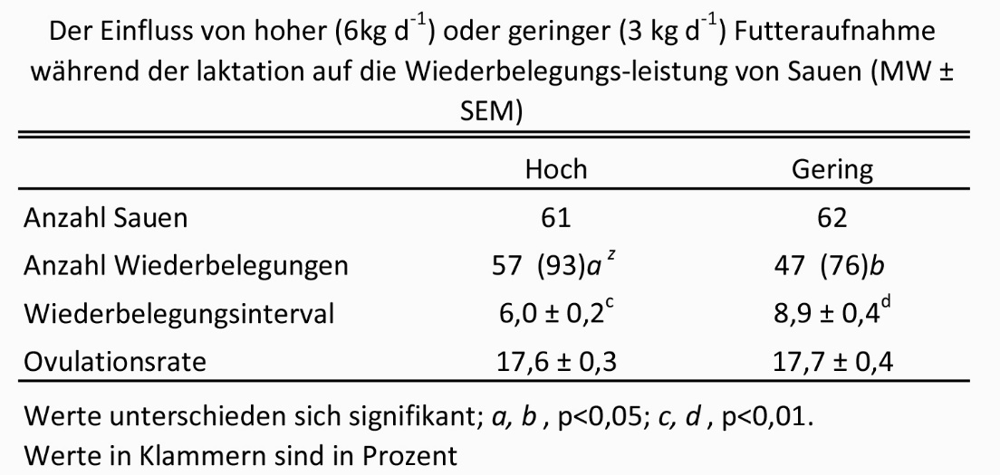 Der Einfluss von hoher (6kg d⁻¹) oder geringer (3 kg d⁻¹) Futteraufnahme
während der laktation auf die Wiederbelegungs-leistung von Sauen (MW ±
SEM)
Hoch Gering
Anzahl Sauen 61 62
Anzahl Wiederbelegungen 57 (93)a ᶻ 47 (76)b
Wiederbelegungsinterval 6,0 ± 0,2ᶜ 8,9 ± 0,4ᵈ
Ovulationsrate 17,6 ± 0,3 17,7 ± 0,4
Werte unterschieden sich signifikant; a, b , p<0,05; c, d , p<0,01.
Werte in Klammern sind in Prozent